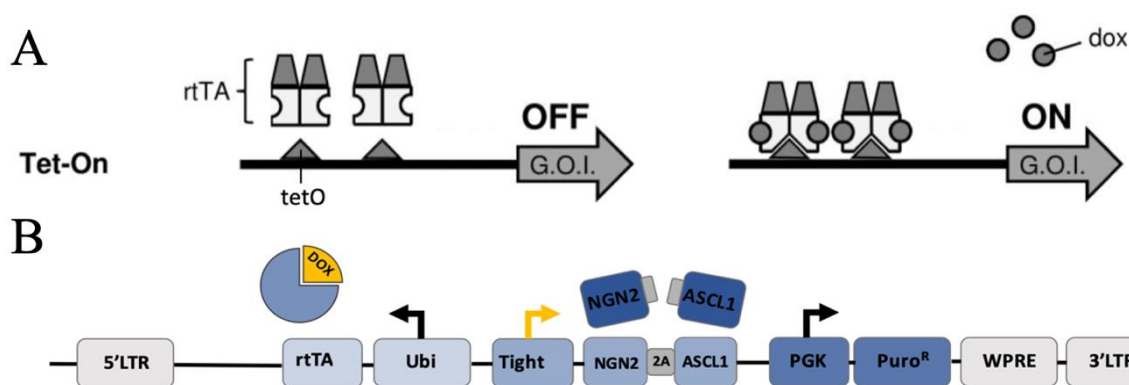 A
dox
rtTA
OFF
ON
Tet-On
G.O.I.
G.O.I.
tetO
B
DOX
NGN2
ASCL1
5'LTR
rtTA
Ubi
Tight
NGN2
2A
ASCL1
PGK
Puroᴿ
WPRE
3'LTR